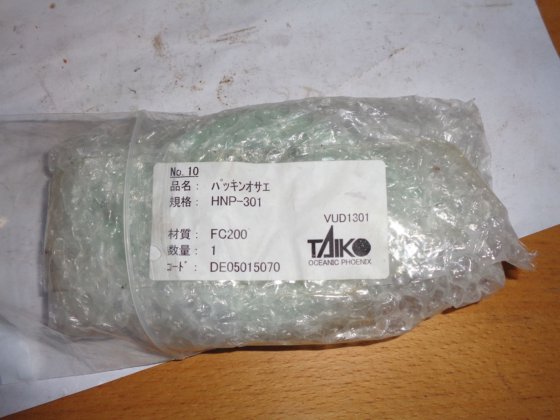 No.10
品名: パッキンオサエ
規格: HNP-301
VUD1301
材質: FC200
数量: 1
コード: DE05015070
TAIKO
OCEANIC PHOENIX